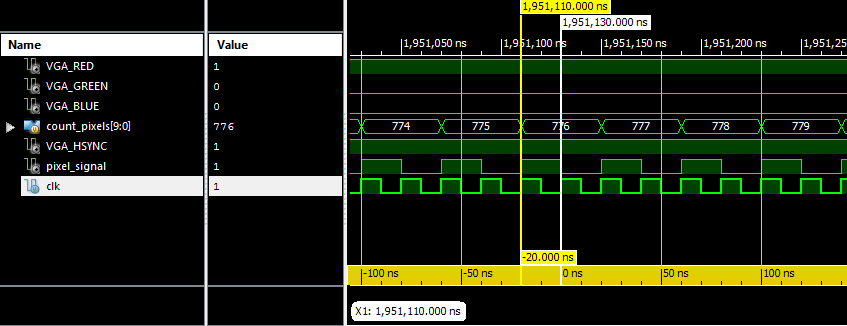 1,951,110.000 ns
1,951,130.000 ns
1,951,050 ns 1,951,100 ns 1,951,150 ns 1,951,200 ns 1,951,25
Name Value
VGA_RED 1
VGA_GREEN 0
VGA_BLUE 0
count_pixels[9:0] 776 774 775 776 777 778 779
VGA_HSYNC 1
pixel_signal 1
clk 1
-20.000 ns
-100 ns -50 ns 0 ns 50 ns 100 ns
X1: 1,951,110.000 ns